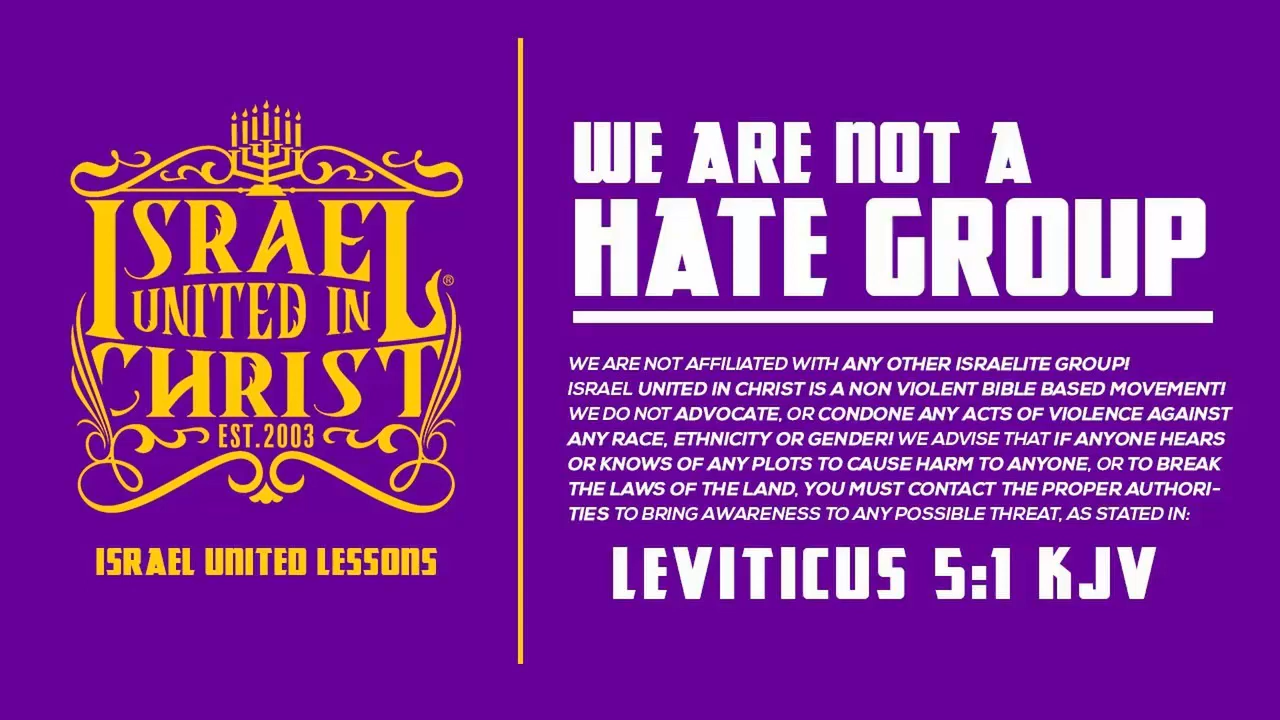 ISRAEL
UNITED IN
CHRIST
®
EST.2003
ISRAEL UNITED LESSONS
WE ARE NOT A
HATE GROUP
WE ARE NOT AFFILIATED WITH ANY OTHER ISRAELITE GROUP!
ISRAEL UNITED IN CHRIST IS A NON VIOLENT BIBLE BASED MOVEMENT!
WE DO NOT ADVOCATE, OR CONDONE ANY ACTS OF VIOLENCE AGAINST
ANY RACE, ETHNICITY OR GENDER! WE ADVISE THAT IF ANYONE HEARS
OR KNOWS OF ANY PLOTS TO CAUSE HARM TO ANYONE, OR TO BREAK
THE LAWS OF THE LAND, YOU MUST CONTACT THE PROPER AUTHORI-
TIES TO BRING AWARENESS TO ANY POSSIBLE THREAT, AS STATED IN:
LEVITICUS 5:1 KJV